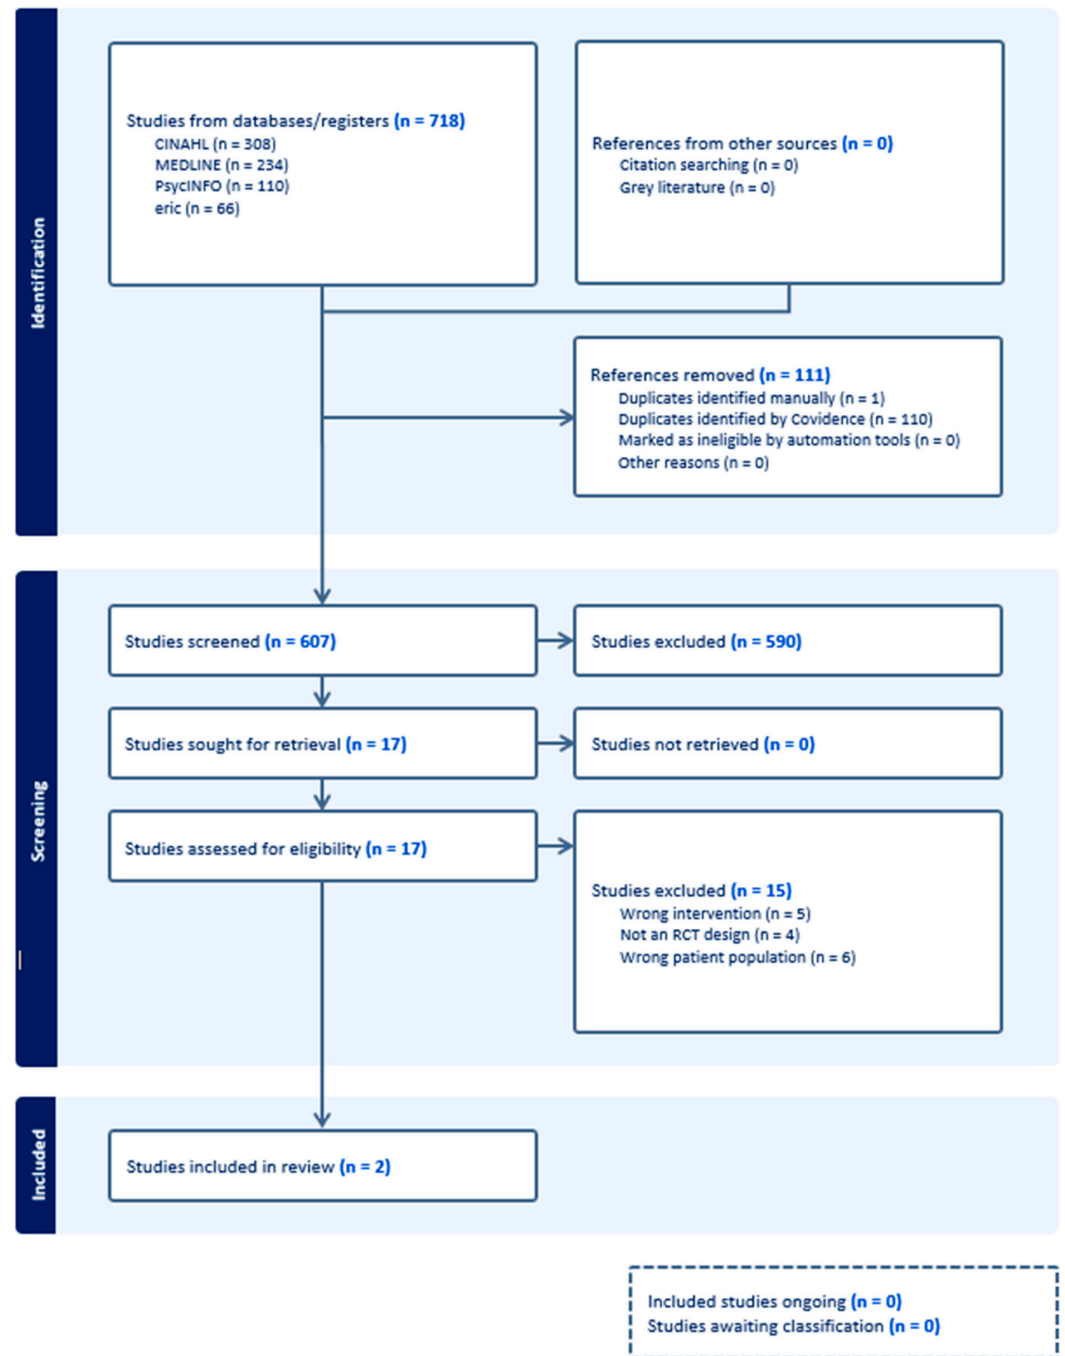 Identification
Studies from databases/registers (n = 718)
CINAHL (n = 308)
MEDLINE (n = 234)
PsycINFO (n = 110)
eric (n = 66)
References from other sources (n = 0)
Citation searching (n = 0)
Grey literature (n = 0)
References removed (n = 111)
Duplicates identified manually (n = 1)
Duplicates identified by Covidence (n = 110)
Marked as ineligible by automation tools (n = 0)
Other reasons (n = 0)
Screening
Studies screened (n = 607)
Studies excluded (n = 590)
Studies sought for retrieval (n = 17)
Studies not retrieved (n = 0)
Studies assessed for eligibility (n = 17)
Studies excluded (n = 15)
Wrong intervention (n = 5)
Not an RCT design (n = 4)
Wrong patient population (n = 6)
Included
Studies included in review (n = 2)
Included studies ongoing (n = 0)
Studies awaiting classification (n = 0)